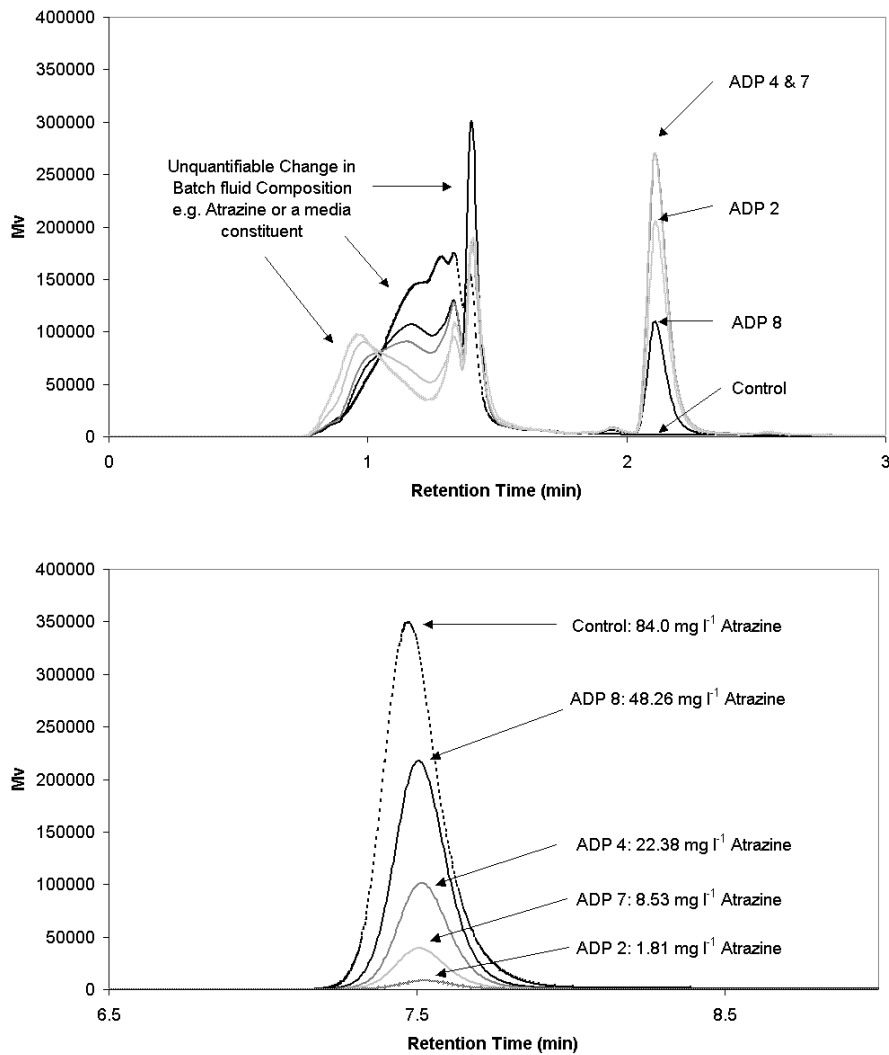 400000
350000
300000
250000
200000
150000
100000
50000
0
Mv
0
1
2
3
Retention Time (min)
Unquantifiable Change in
Batch fluid Composition
e.g. Atrazine or a media
constituent
ADP 4 & 7
ADP 2
ADP 8
Control
400000
350000
300000
250000
200000
150000
100000
50000
0
Mv
6.5
7.5
8.5
Retention Time (min)
Control: 84.0 mg l⁻¹ Atrazine
ADP 8: 48.26 mg l⁻¹ Atrazine
ADP 4: 22.38 mg l⁻¹ Atrazine
ADP 7: 8.53 mg l⁻¹ Atrazine
ADP 2: 1.81 mg l⁻¹ Atrazine